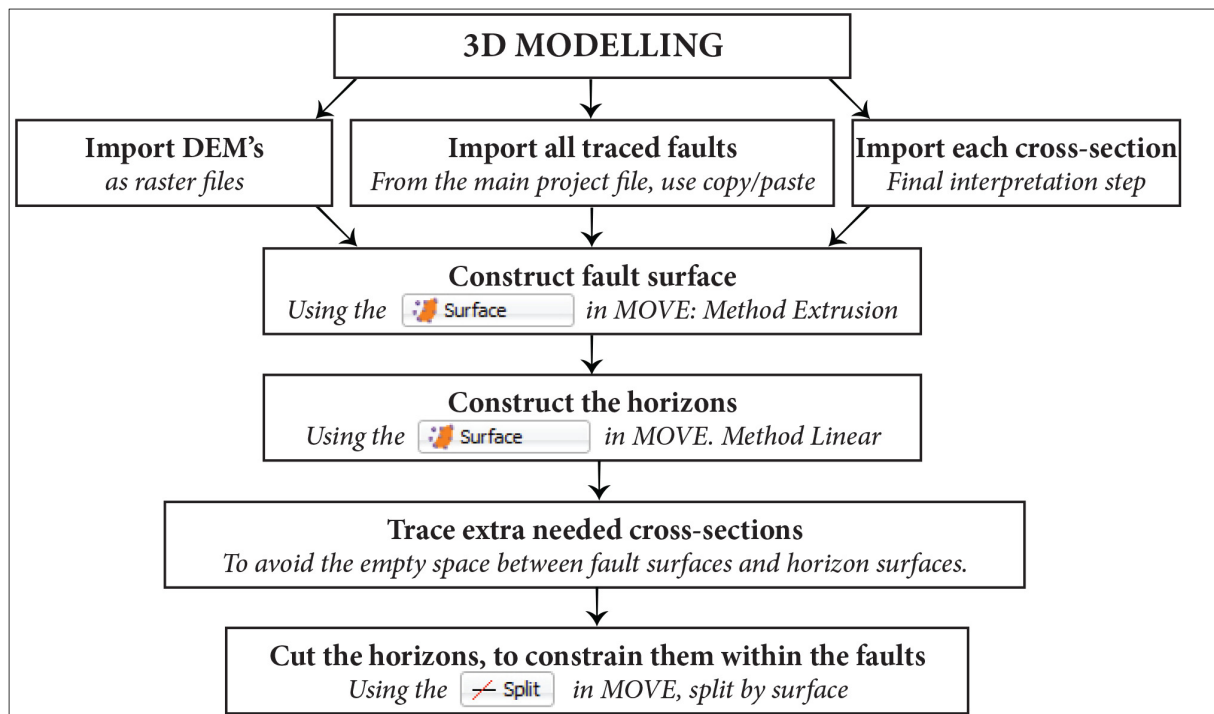 3D MODELLING
Import DEM's
as raster files
Import all traced faults
From the main project file, use copy/paste
Import each cross-section
Final interpretation step
Construct fault surface
Using the Surface in MOVE: Method Extrusion
Construct the horizons
Using the Surface in MOVE. Method Linear
Trace extra needed cross-sections
To avoid the empty space between fault surfaces and horizon surfaces.
Cut the horizons, to constrain them within the faults
Using the Split in MOVE, split by surface